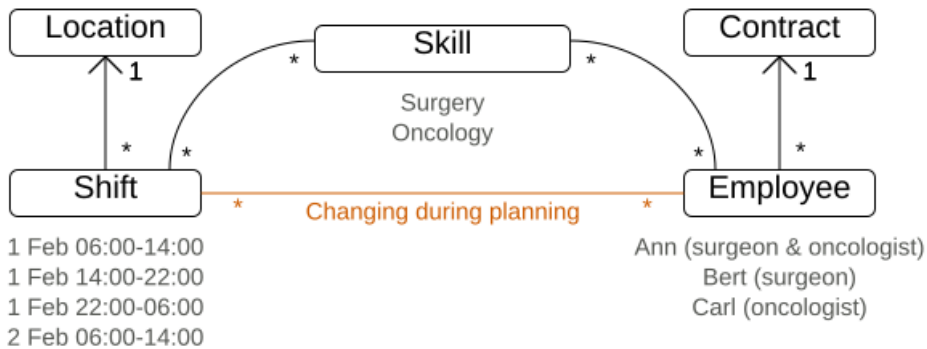 Location
Skill
Contract
1
*
*
1
Surgery
Oncology
*
*
*
*
Shift
Employee
*
Changing during planning
*
1 Feb 06:00-14:00
1 Feb 14:00-22:00
1 Feb 22:00-06:00
2 Feb 06:00-14:00
Ann (surgeon & oncologist)
Bert (surgeon)
Carl (oncologist)